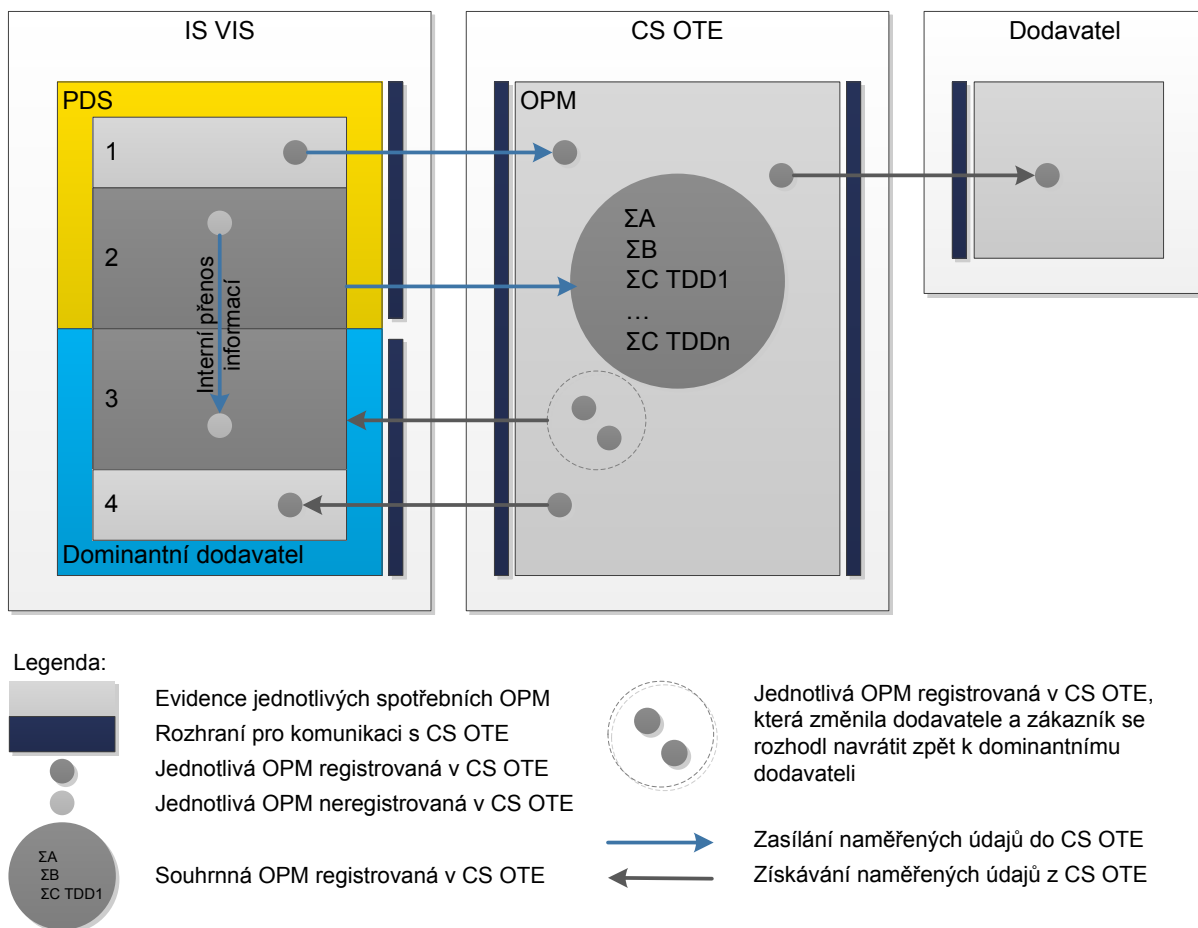 IS VIS
CS OTE
Dodavatel
PDS
1
2
Interní přenos
informací
3
4
Dominantní dodavatel
OPM
ΣA
ΣB
ΣC TDD1
…
ΣC TDDn
Legenda:
Evidence jednotlivých spotřebních OPM
Rozhraní pro komunikaci s CS OTE
Jednotlivá OPM registrovaná v CS OTE
Jednotlivá OPM neregistrovaná v CS OTE
ΣA
ΣB
ΣC TDD1
Souhrnná OPM registrovaná v CS OTE
Jednotlivá OPM registrovaná v CS OTE,
která změnila dodavatele a zákazník se
rozhodl navrátit zpět k dominantnímu
dodavateli
Zasílání naměřených údajů do CS OTE
Získávání naměřených údajů z CS OTE